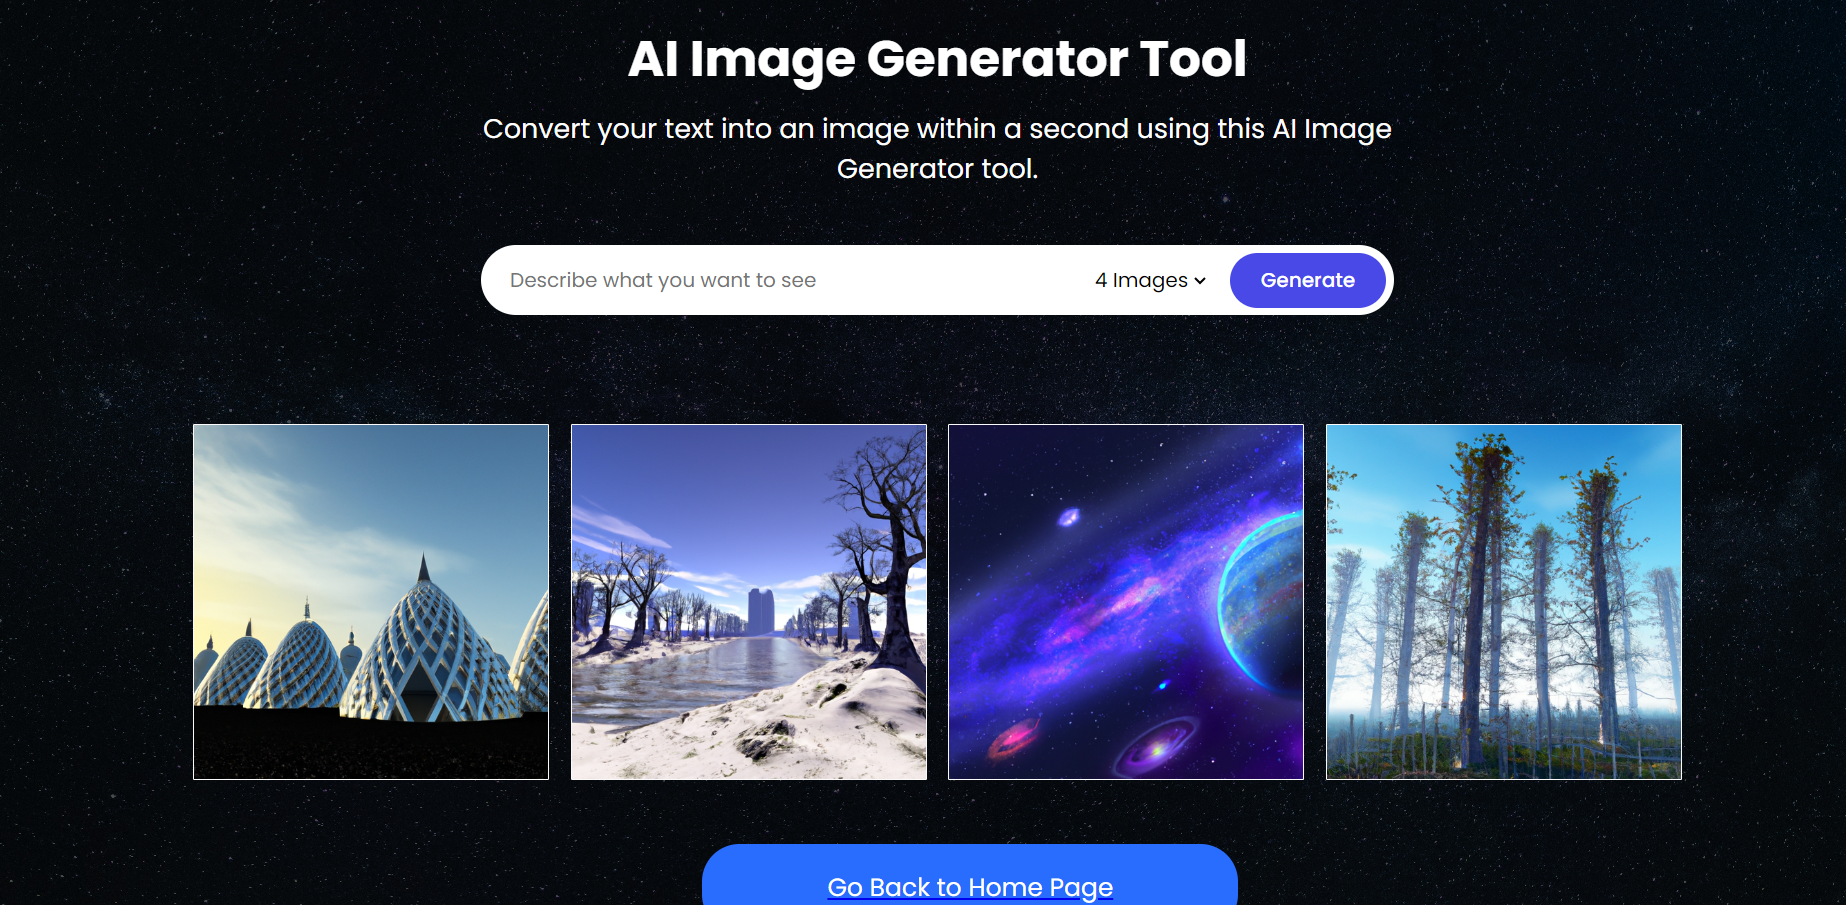 AI Image Generator Tool
Convert your text into an image within a second using this AI Image
Generator tool.
Describe what you want to see
4 Images
Generate
Go Back to Home Page